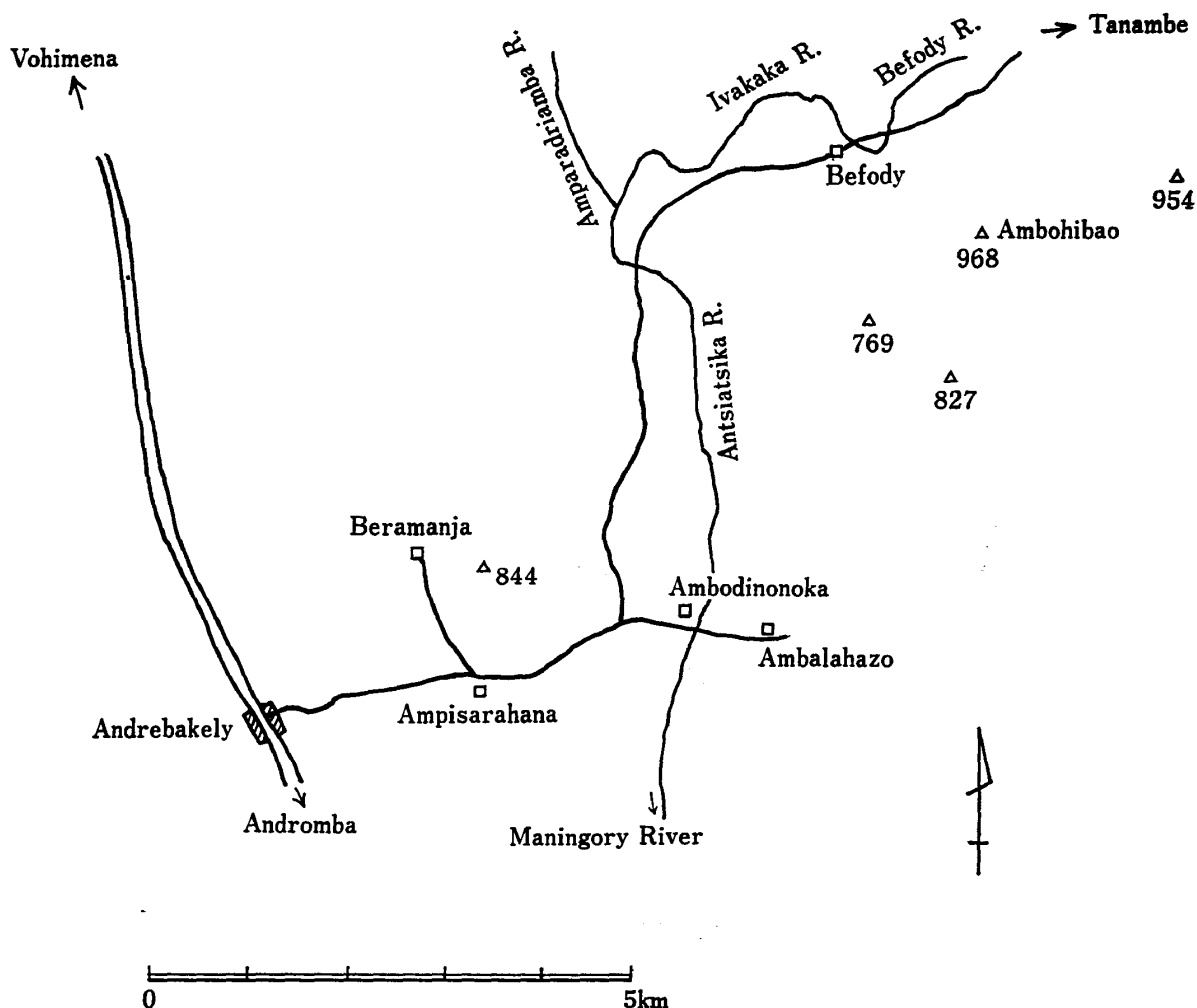 Tanambe
Vohimena
Amparadriamba R.
Ivakaka R.
Befody R.
Befody
954
Ambohibao
968
769
827
Antsiatsika R.
Beramanja
844
Ambodinonoka
Ambalahazo
Ampisarahana
Andrebakely
Andromba
Maningory River
0
5km